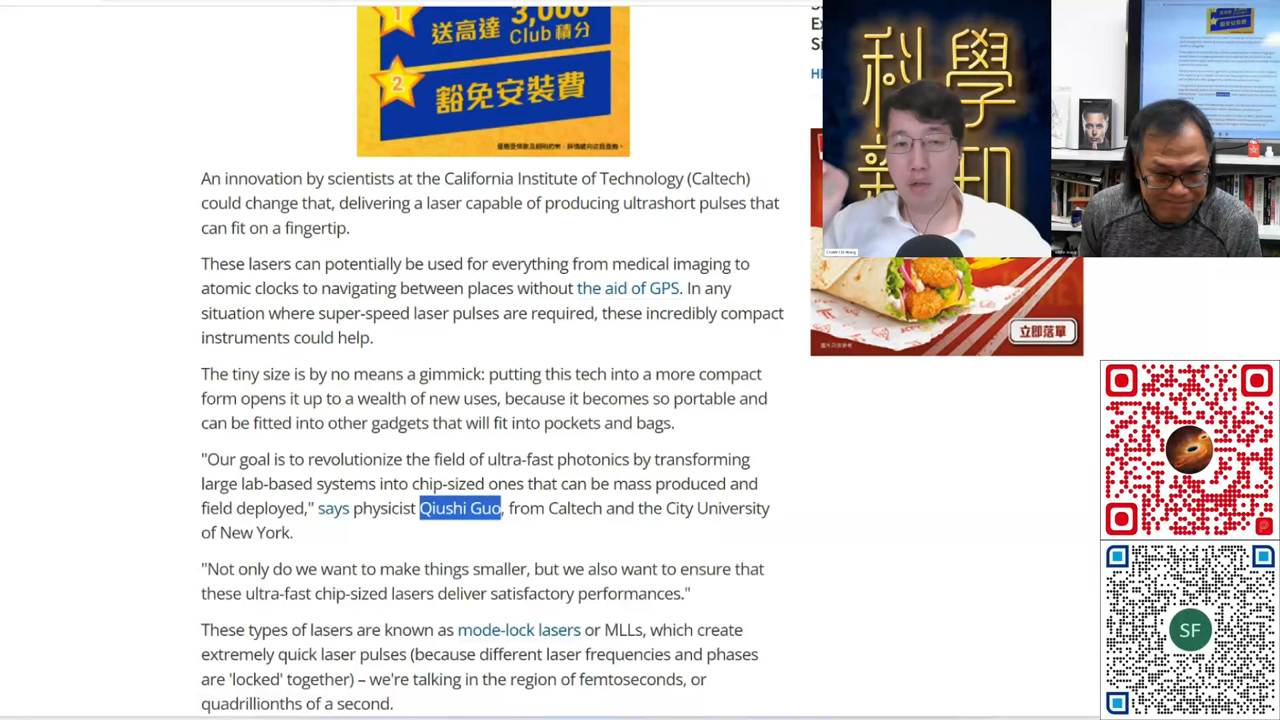 1
送高達 3,000
Club 積分
2
豁免安裝費
An innovation by scientists at the California Institute of Technology (Caltech)
could change that, delivering a laser capable of producing ultrashort pulses that
can fit on a fingertip.
These lasers can potentially be used for everything from medical imaging to
atomic clocks to navigating between places without the aid of GPS. In any
situation where super-speed laser pulses are required, these incredibly compact
instruments could help.
The tiny size is by no means a gimmick: putting this tech into a more compact
form opens it up to a wealth of new uses, because it becomes so portable and
can be fitted into other gadgets that will fit into pockets and bags.
"Our goal is to revolutionize the field of ultra-fast photonics by transforming
large lab-based systems into chip-sized ones that can be mass produced and
field deployed," says physicist Qiushi Guo, from Caltech and the City University
of New York.
"Not only do we want to make things smaller, but we also want to ensure that
these ultra-fast chip-sized lasers deliver satisfactory performances."
These types of lasers are known as mode-lock lasers or MLLs, which create
extremely quick laser pulses (because different laser frequencies and phases
are 'locked' together) – we're talking in the region of femtoseconds, or
quadrillionths of a second.
科學
立即落單
SF